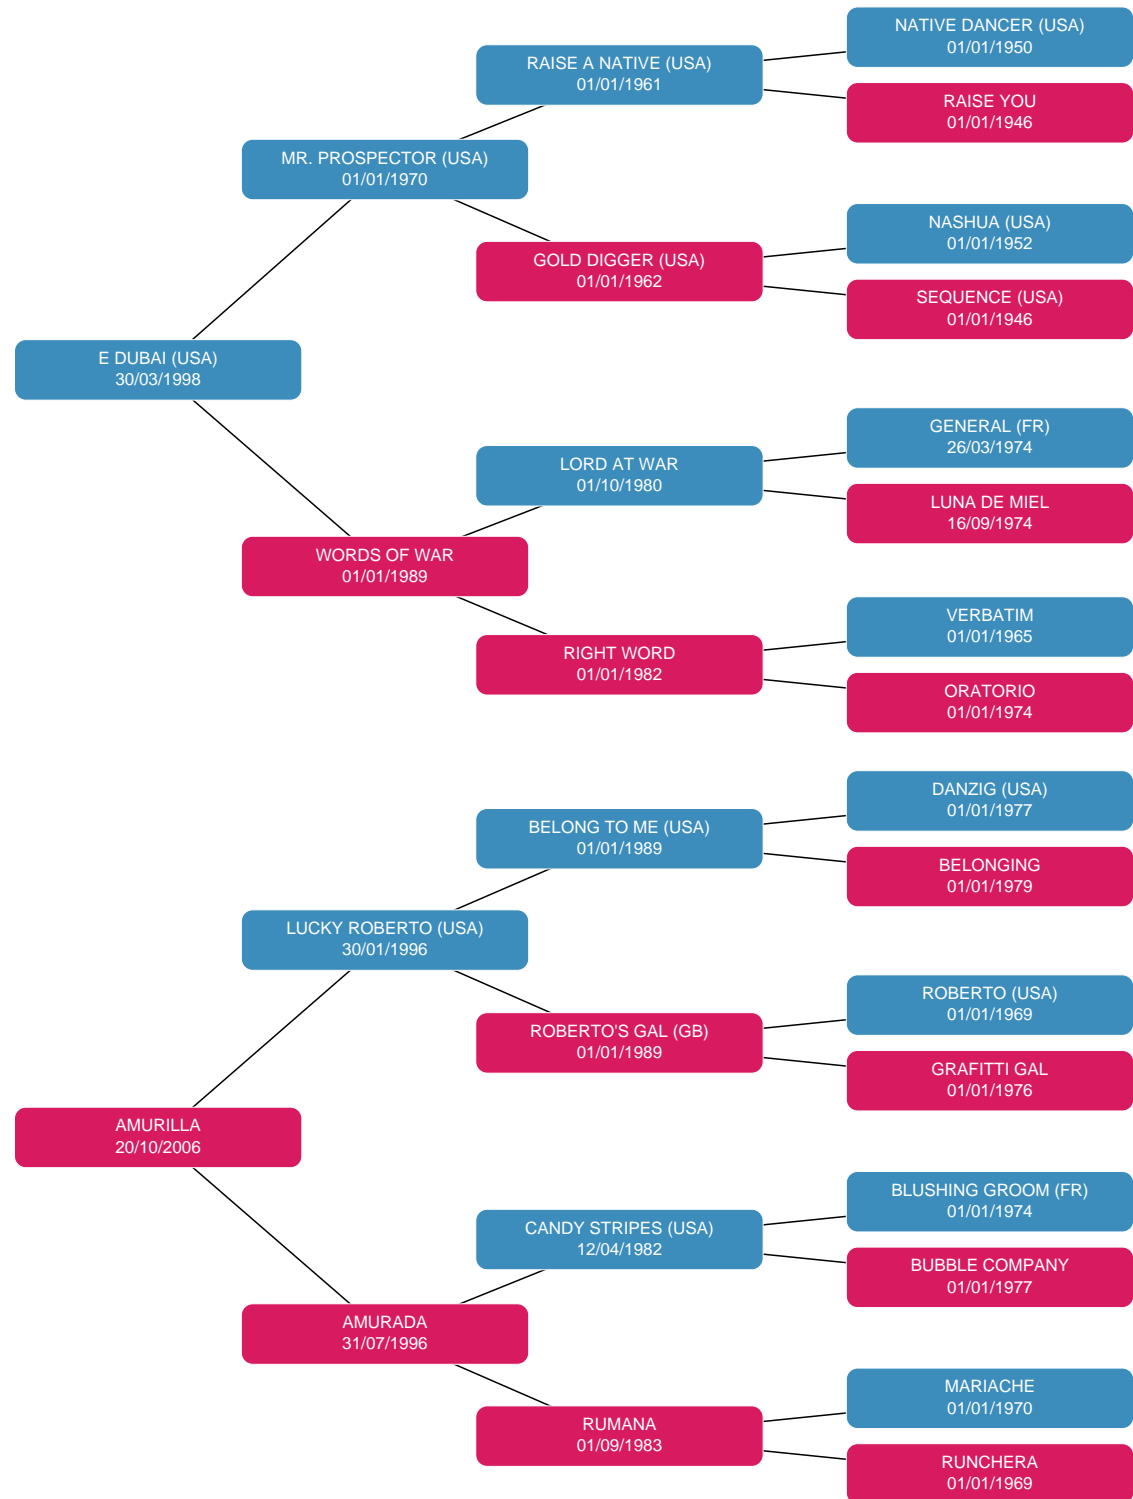 NATIVE DANCER (USA)
01/01/1950
RAISE A NATIVE (USA)
01/01/1961
RAISE YOU
01/01/1946
MR. PROSPECTOR (USA)
01/01/1970
NASHUA (USA)
01/01/1952
GOLD DIGGER (USA)
01/01/1962
SEQUENCE (USA)
01/01/1946
E DUBAI (USA)
30/03/1998
GENERAL (FR)
26/03/1974
LORD AT WAR
01/10/1980
LUNA DE MIEL
16/09/1974
WORDS OF WAR
01/01/1989
VERBATIM
01/01/1965
RIGHT WORD
01/01/1982
ORATORIO
01/01/1974
DANZIG (USA)
01/01/1977
BELONG TO ME (USA)
01/01/1989
BELONGING
01/01/1979
LUCKY ROBERTO (USA)
30/01/1996
ROBERTO (USA)
01/01/1969
ROBERTO'S GAL (GB)
01/01/1989
GRAFITTI GAL
01/01/1976
AMURILLA
20/10/2006
BLUSHING GROOM (FR)
01/01/1974
CANDY STRIPES (USA)
12/04/1982
BUBBLE COMPANY
01/01/1977
AMURADA
31/07/1996
MARIACHE
01/01/1970
RUMANA
01/09/1983
RUNCHERA
01/01/1969